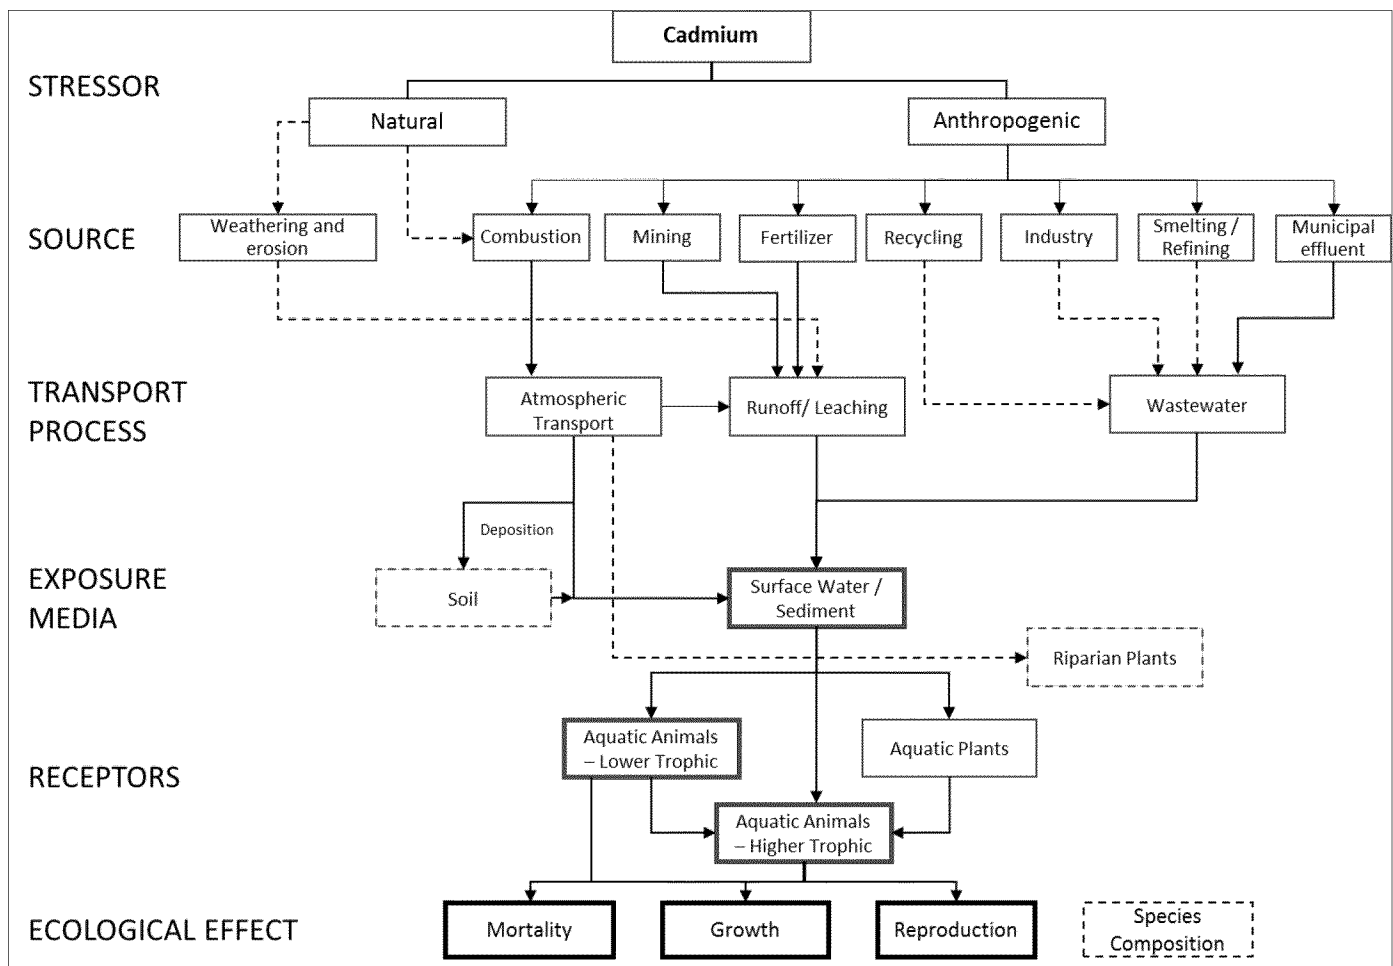 Cadmium
STRESSOR
Natural
Anthropogenic
SOURCE
Weathering and
erosion
Combustion
Mining
Fertilizer
Recycling
Industry
Smelting /
Refining
Municipal
effluent
TRANSPORT
PROCESS
Atmospheric
Transport
Runoff/ Leaching
Wastewater
Deposition
EXPOSURE
MEDIA
Soil
Surface Water /
Sediment
Riparian Plants
RECEPTORS
Aquatic Animals
– Lower Trophic
Aquatic Plants
Aquatic Animals
– Higher Trophic
ECOLOGICAL EFFECT
Mortality
Growth
Reproduction
Species
Composition